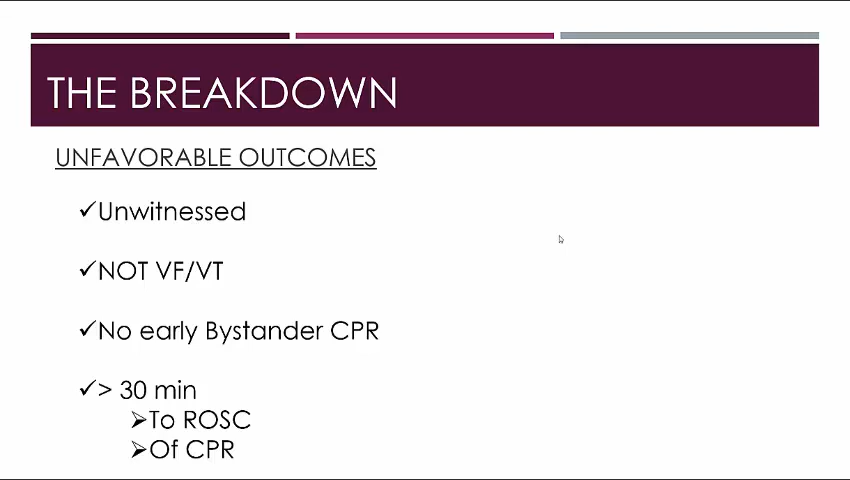 THE BREAKDOWN
UNFAVORABLE OUTCOMES
✓Unwitnessed
✓NOT VF/VT
✓No early Bystander CPR
✓> 30 min
➢To ROSC
➢Of CPR